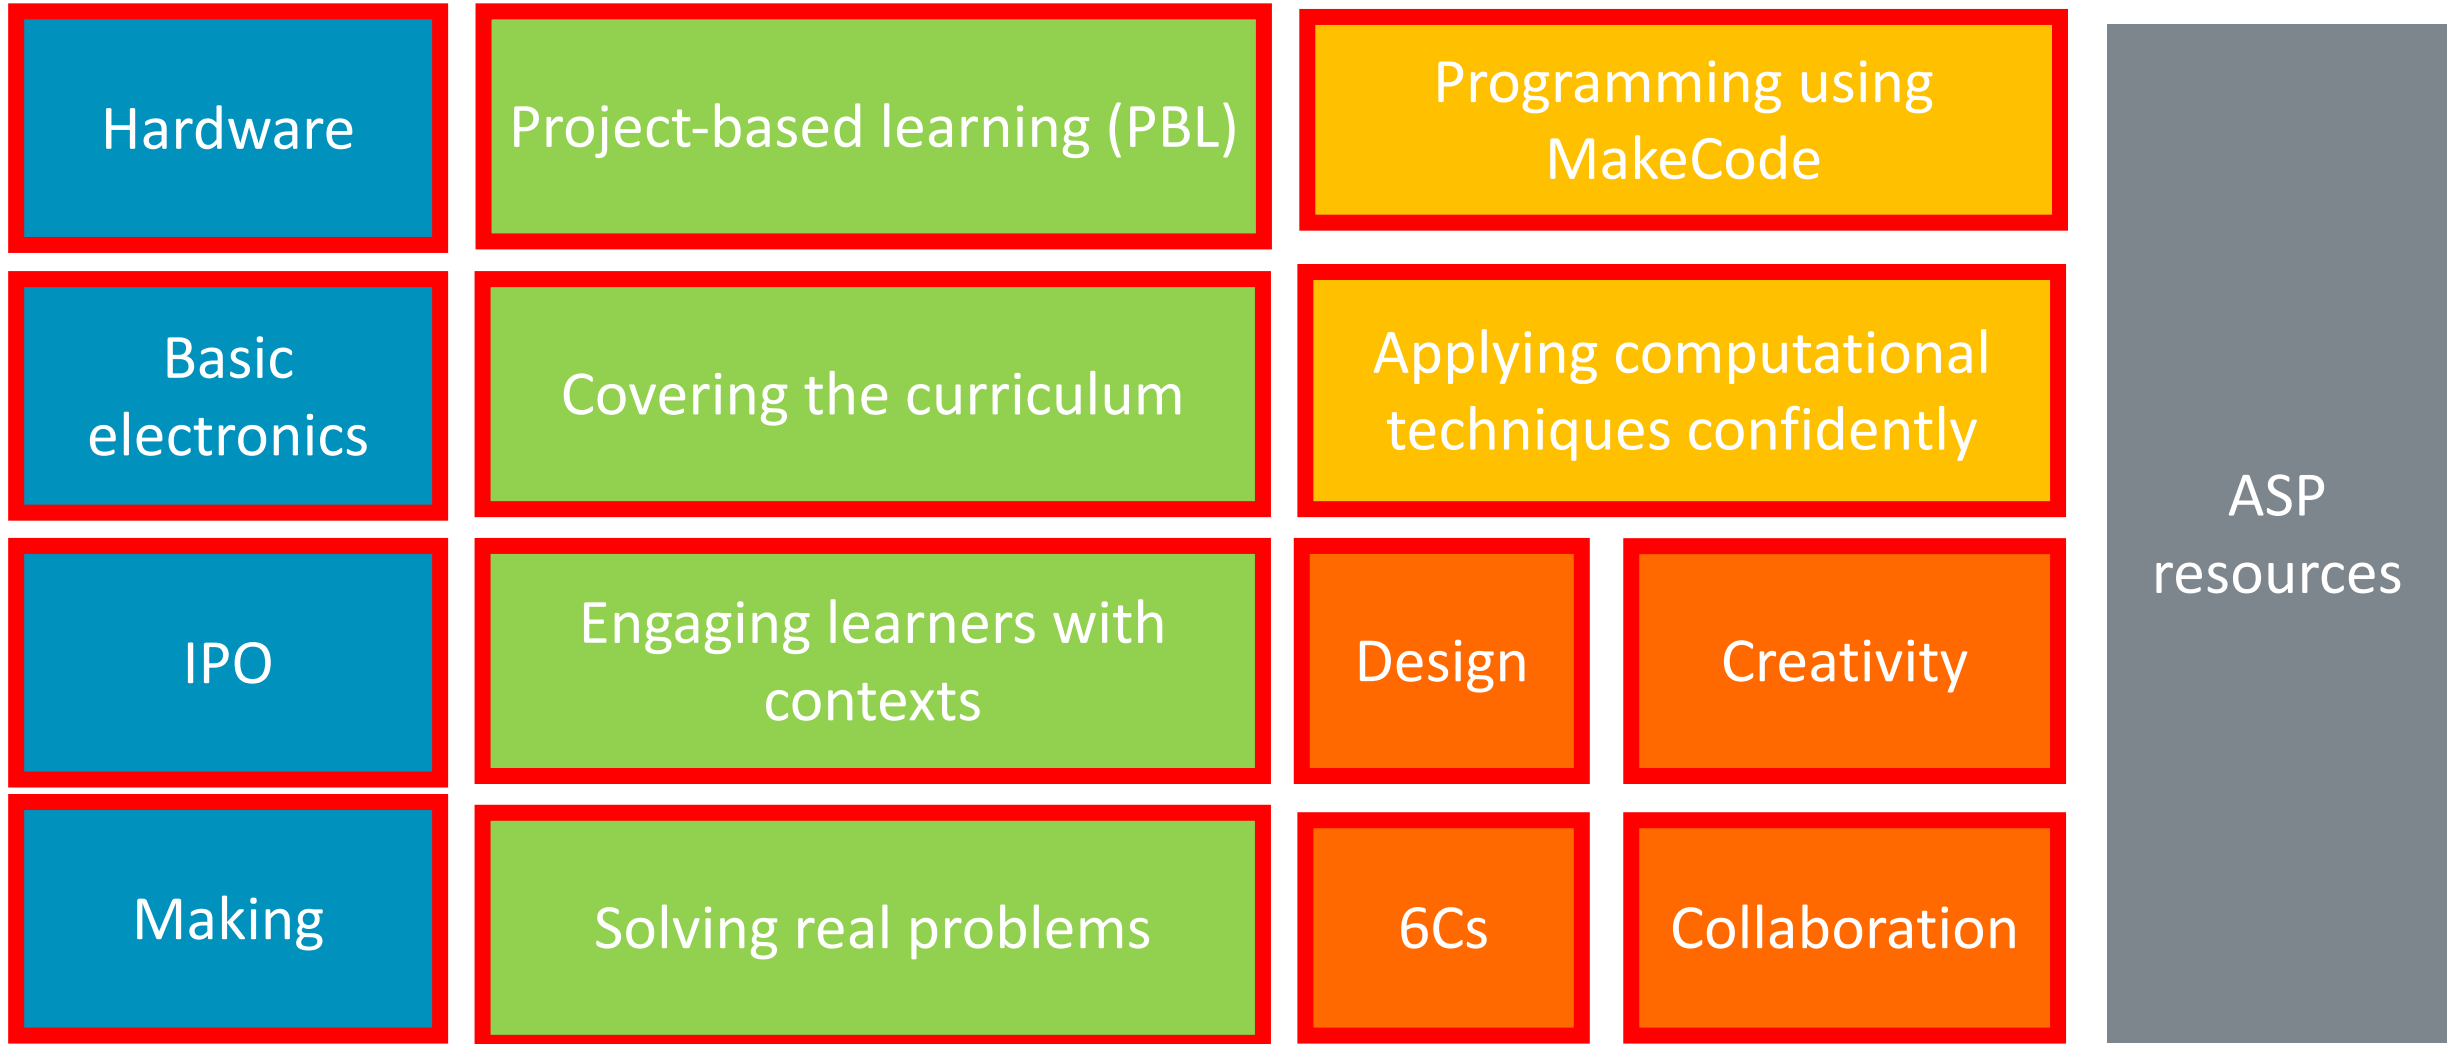 Hardware
Project-based learning (PBL)
Programming using
MakeCode
Basic
electronics
Covering the curriculum
Applying computational
techniques confidently
ASP
resources
IPO
Engaging learners with
contexts
Design
Creativity
Making
Solving real problems
6Cs
Collaboration